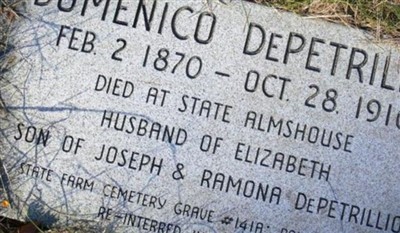 DOMENICO DePETRILL
FEB. 2 1870 - OCT. 28. 1910
DIED AT STATE ALMSHOUSE
HUSBAND OF ELIZABETH
SON OF JOSEPH & RAMONA DePETRILLIO
STATE FARM CEMETERY GRAVE #141A:
RE-INTERRED